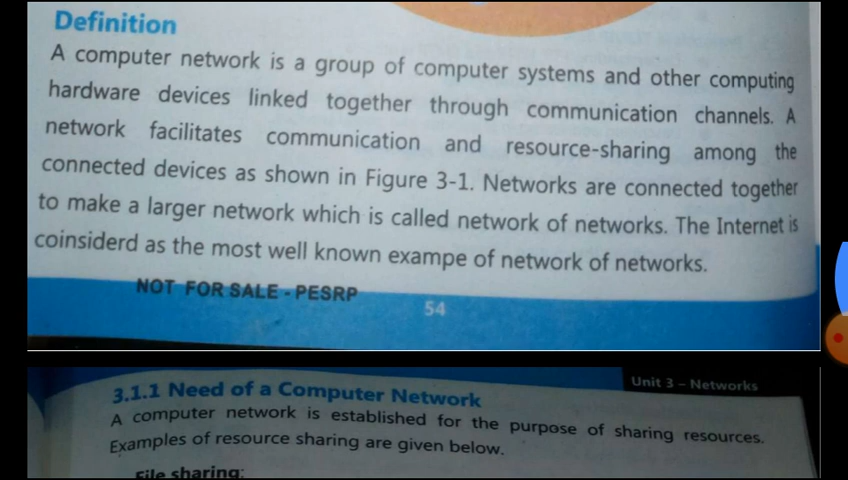 Definition
A computer network is a group of computer systems and other computing
hardware devices linked together through communication channels. A
network facilitates communication and resource-sharing among the
connected devices as shown in Figure 3-1. Networks are connected together
to make a larger network which is called network of networks. The Internet is
coinsiderd as the most well known exampe of network of networks.
NOT FOR SALE - PESRP
54
Unit 3 – Networks
3.1.1 Need of a Computer Network
A computer network is established for the purpose of sharing resources.
Examples of resource sharing are given below.
File sharing: